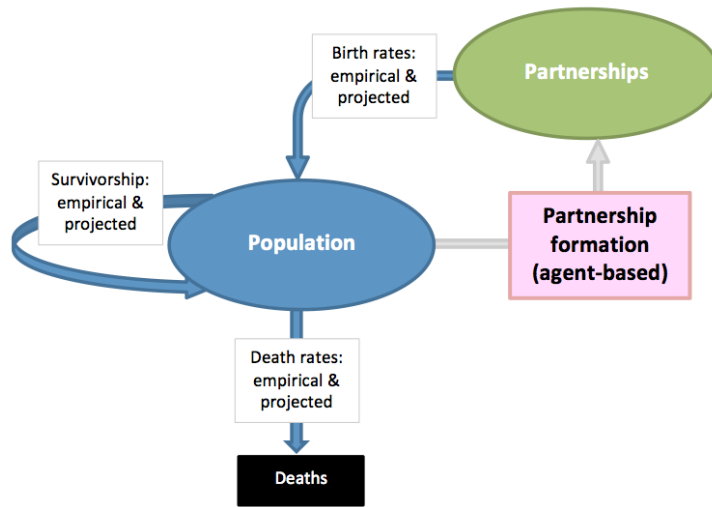 Birth rates:
empirical &
projected
Partnerships
Survivorship:
empirical &
projected
Population
Partnership
formation
(agent-based)
Death rates:
empirical &
projected
Deaths